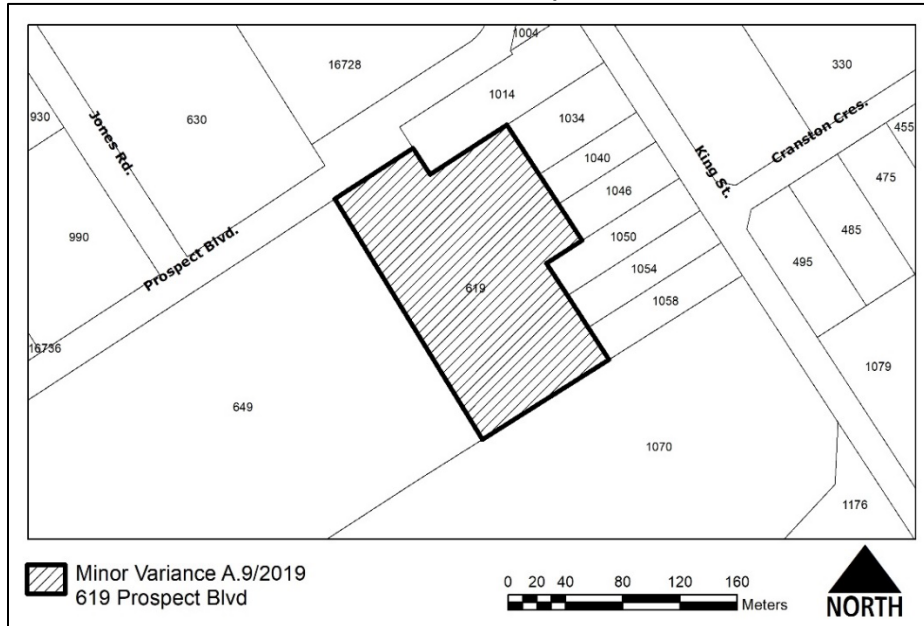 1004
16728
330
1014
455
930
630
1034
475
Jones Rd.
Cranston Cres.
1040
King St.
1046
485
990
1050
Prospect Blvd.
495
1054
619
1058
16736
1079
649
1070
1176
Minor Variance A.9/2019
619 Prospect Blvd
0 20 40 80 120 160
Meters
NORTH